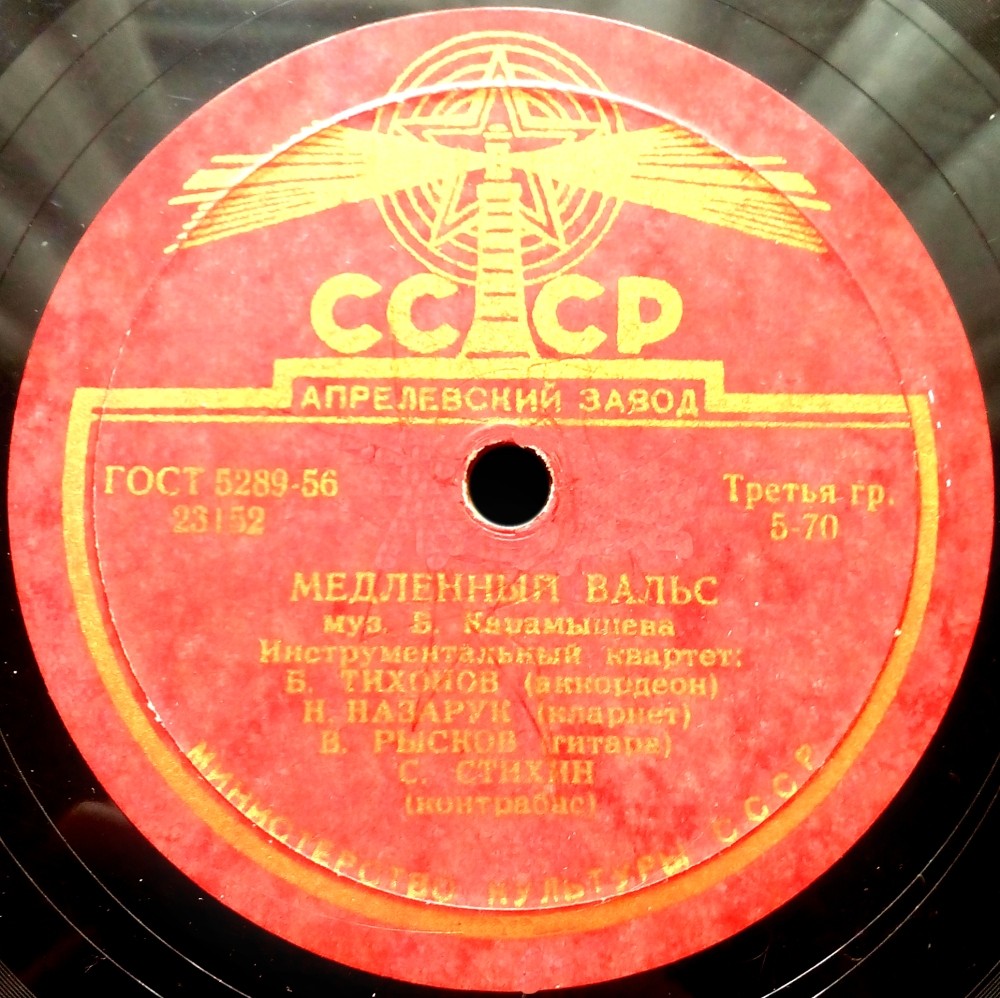 СССР
АПРЕЛЕВСКИЙ ЗАВОД
ГОСТ 5289-56
23152
Третья гр.
5-70
МЕДЛЕННЫЙ ВАЛЬС
муз. Б. Карамышева
Инструментальный квартет:
Б. ТИХОНОВ (аккордеон)
Н. НАЗАРУК (кларнет)
В. РЫСКОВ (гитара)
С. СТИХИН
(контрабас)
МИНИСТЕРСТВО КУЛЬТУРЫ СССР